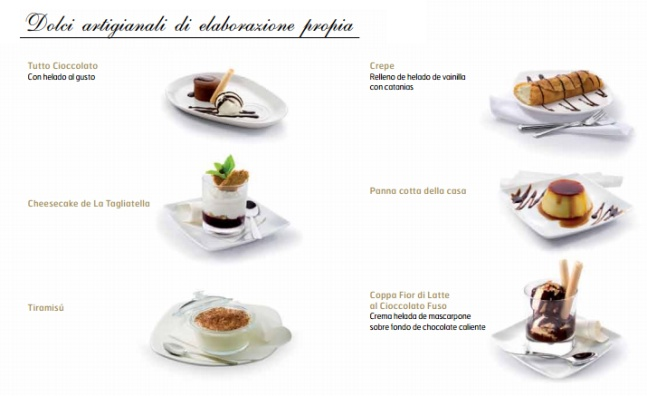 Dolci artigianali di elaborazione propia
Tutto Cioccolato
Con helado al gusto
Cheesecake de La Tagliatella
Tiramisú
Crepe
Relleno de helado de vainilla
con catanias
Panna cotta della casa
Coppa Fior di Latte
al Cioccolato Fuso
Crema helada de mascarpone
sobre fondo de chocolate caliente